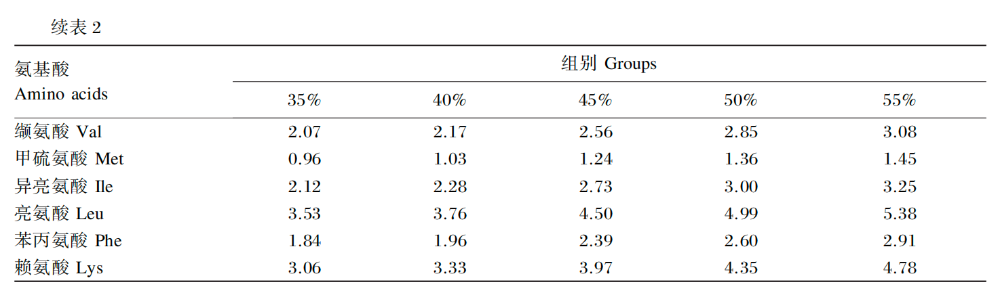 续表 2
氨基酸 Amino acids 组别 Groups
35% 40% 45% 50% 55%
缬氨酸 Val 2.07 2.17 2.56 2.85 3.08
甲硫氨酸 Met 0.96 1.03 1.24 1.36 1.45
异亮氨酸 Ile 2.12 2.28 2.73 3.00 3.25
亮氨酸 Leu 3.53 3.76 4.50 4.99 5.38
苯丙氨酸 Phe 1.84 1.96 2.39 2.60 2.91
赖氨酸 Lys 3.06 3.33 3.97 4.35 4.78